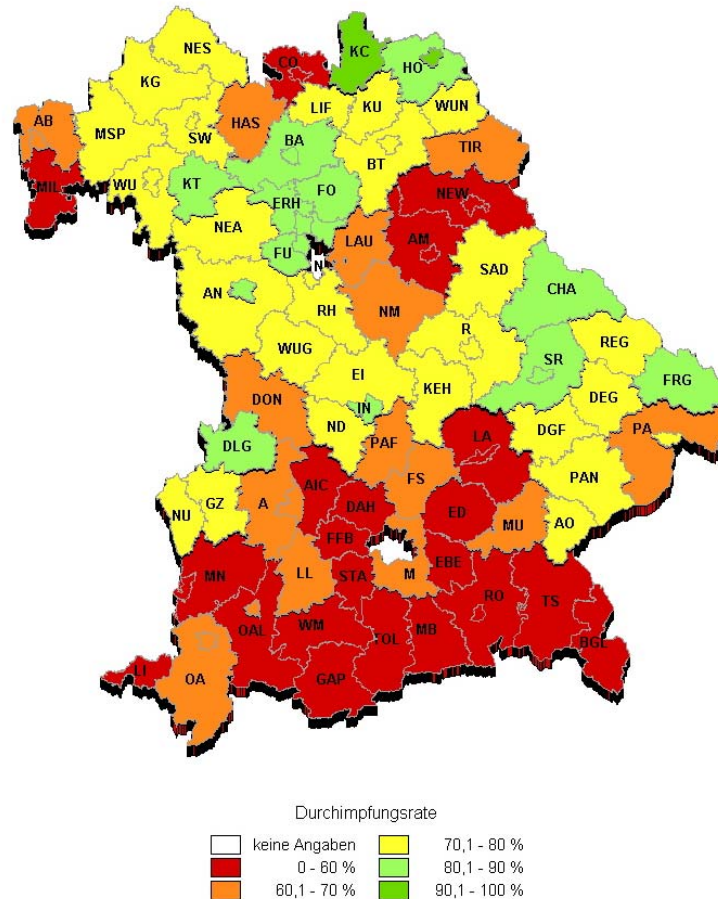 NES
CO
KC
HO
KG
AB
MSP
HAS
LIF
KU
WUN
SW
BA
TIR
MIL
WU
KT
BT
ERH
FO
NEW
NEA
LAU
AM
FU
N
SAD
AN
CHA
RH
NM
R
WUG
REG
SR
EI
FRG
DON
KEH
DEG
IN
ND
PAF
LA
DGF
PA
DLG
AIC
FS
PAN
NU
GZ
A
DAH
ED
MU
AO
FFB
MN
LL
STA
M
EBE
RO
TS
OAL
WM
TOL
MB
BGL
LI
OA
GAP
Durchimpfungsrate
keine Angaben 70,1 - 80 %
0 - 60 % 80,1 - 90 %
60,1 - 70 % 90,1 - 100 %